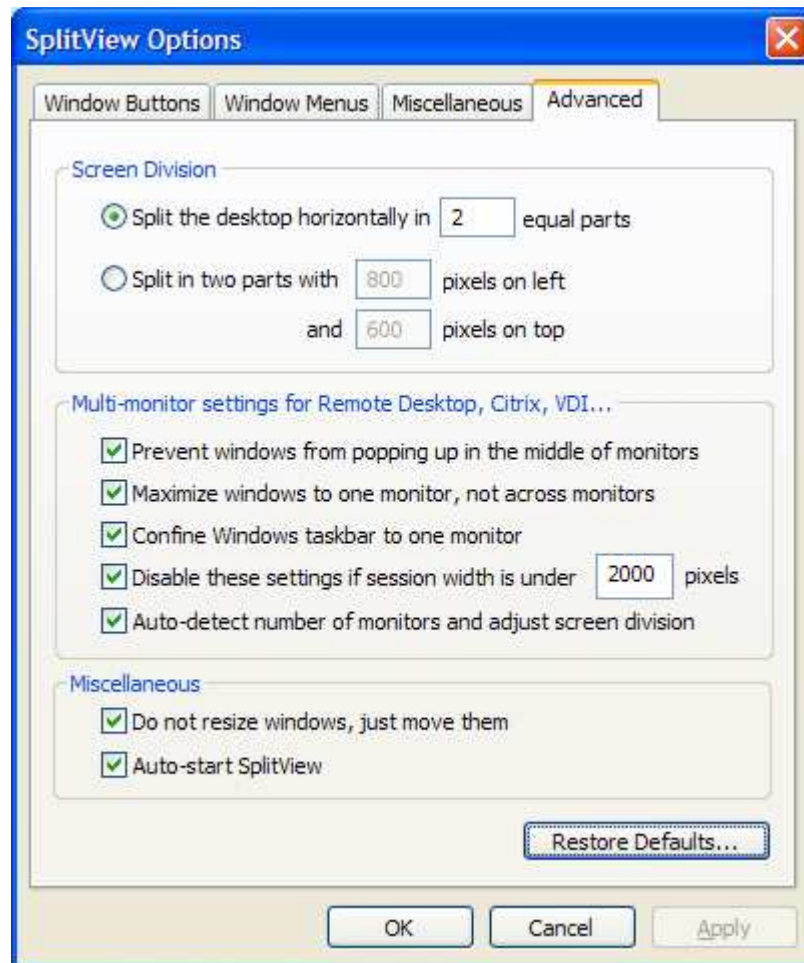 SplitView Options
Window Buttons Window Menus Miscellaneous Advanced
Screen Division
Split the desktop horizontally in 2 equal parts
Split in two parts with 800 pixels on left
and 600 pixels on top
Multi-monitor settings for Remote Desktop, Citrix, VDI...
Prevent windows from popping up in the middle of monitors
Maximize windows to one monitor, not across monitors
Confine Windows taskbar to one monitor
Disable these settings if session width is under 2000 pixels
Auto-detect number of monitors and adjust screen division
Miscellaneous
Do not resize windows, just move them
Auto-start SplitView
Restore Defaults...
OK Cancel Apply